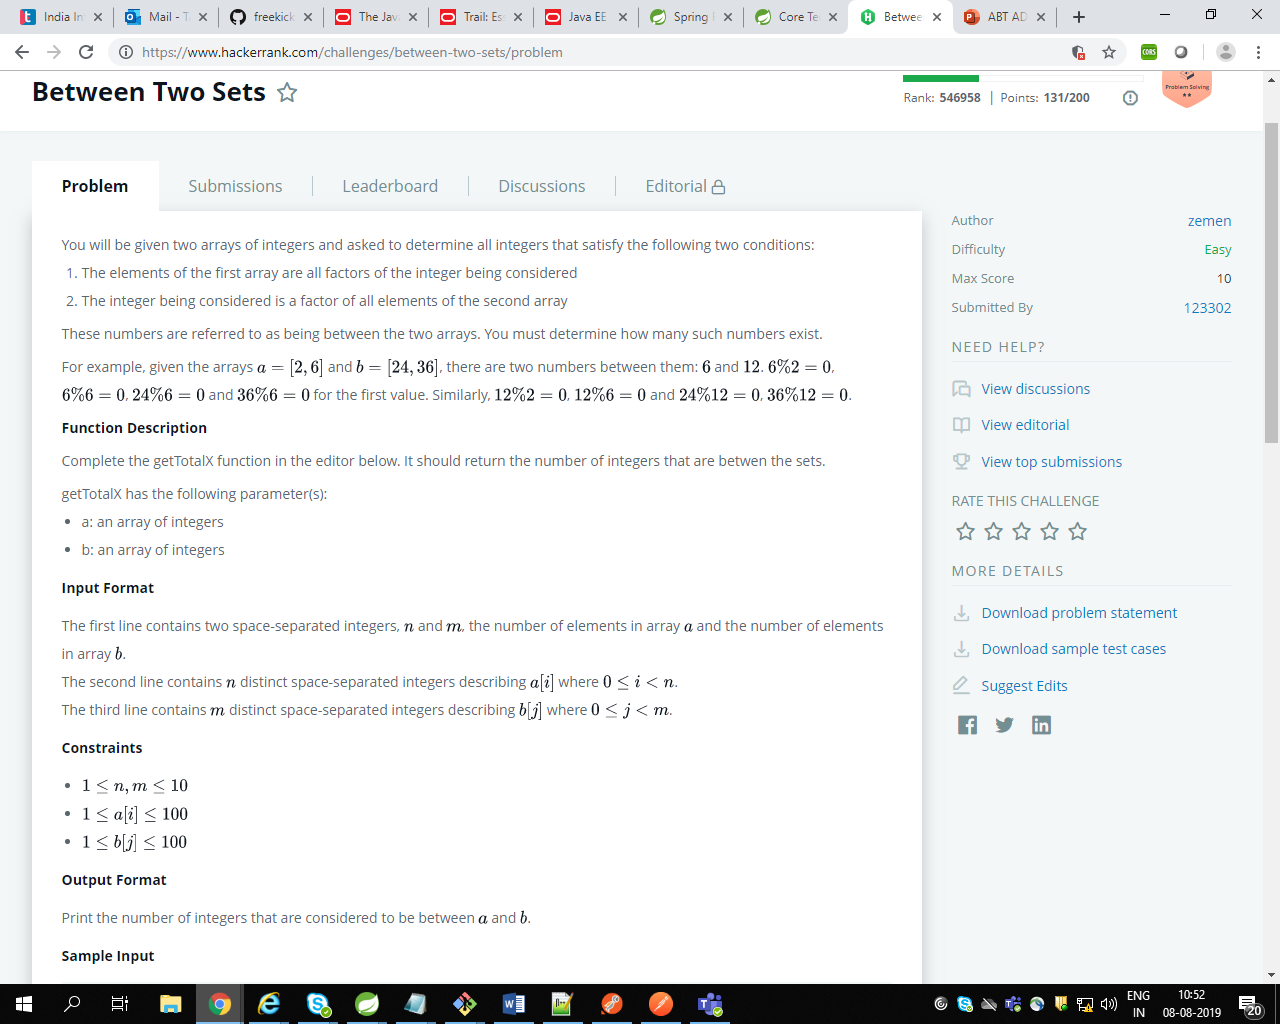 India In
Mail - T
freekick
The Java
Trail: Es
Java EE
Spring
Core Te
Betwee
ABT AD
https://www.hackerrank.com/challenges/between-two-sets/problem
CORS
Between Two Sets
Rank: 546958 | Points: 131/200
Problem Solving
Problem
Submissions
Leaderboard
Discussions
Editorial
You will be given two arrays of integers and asked to determine all integers that satisfy the following two conditions:
1. The elements of the first array are all factors of the integer being considered
2. The integer being considered is a factor of all elements of the second array
These numbers are referred to as being between the two arrays. You must determine how many such numbers exist.
For example, given the arrays a = [2, 6] and b = [24, 36], there are two numbers between them: 6 and 12. 6%2 = 0,
6%6 = 0, 24%6 = 0 and 36%6 = 0 for the first value. Similarly, 12%2 = 0, 12%6 = 0 and 24%12 = 0, 36%12 = 0.
Function Description
Complete the getTotalX function in the editor below. It should return the number of integers that are betwen the sets.
getTotalX has the following parameter(s):
• a: an array of integers
• b: an array of integers
Input Format
The first line contains two space-separated integers, n and m, the number of elements in array a and the number of elements
in array b.
The second line contains n distinct space-separated integers describing a[i] where 0 ≤ i < n.
The third line contains m distinct space-separated integers describing b[j] where 0 ≤ j < m.
Constraints
• 1 ≤ n, m ≤ 10
• 1 ≤ a[i] ≤ 100
• 1 ≤ b[j] ≤ 100
Output Format
Print the number of integers that are considered to be between a and b.
Sample Input
Author zemen
Difficulty Easy
Max Score 10
Submitted By 123302
NEED HELP?
View discussions
View editorial
View top submissions
RATE THIS CHALLENGE
MORE DETAILS
Download problem statement
Download sample test cases
Suggest Edits
ENG
IN
10:52
08-08-2019
20